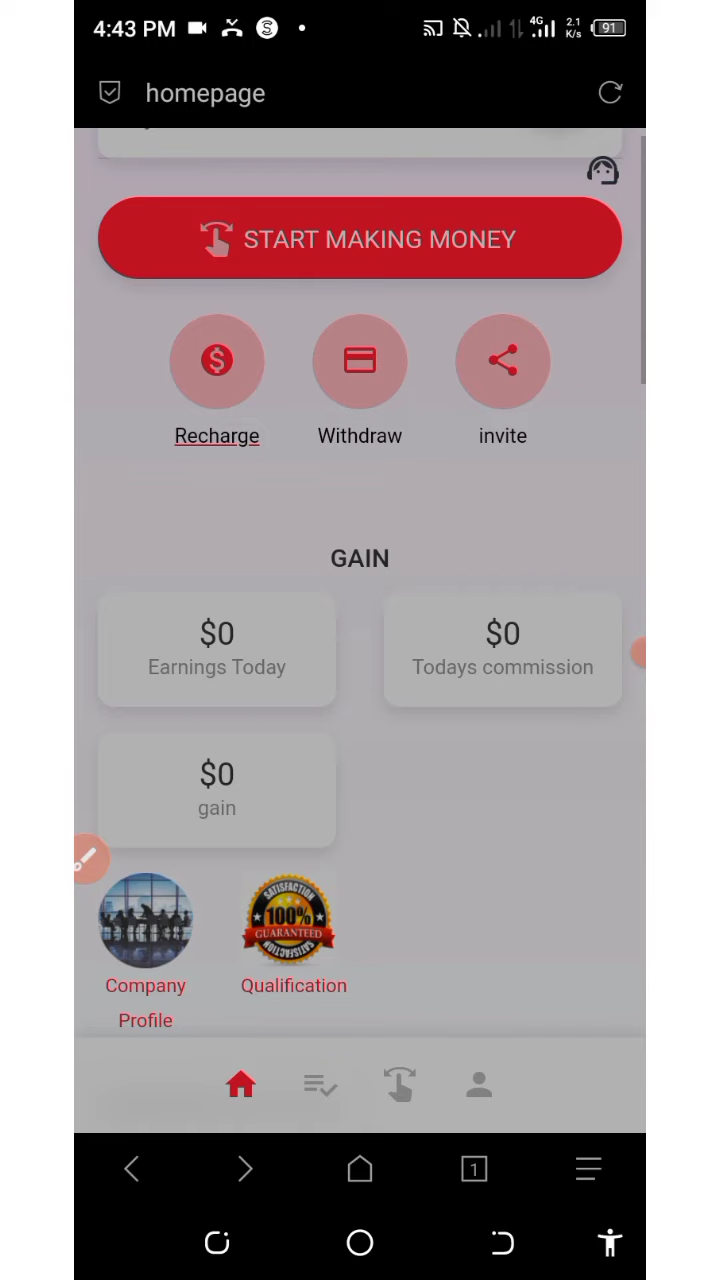 4:43 PM
4G
2.1
K/s
91
homepage
START MAKING MONEY
Recharge
Withdraw
invite
GAIN
$0
Earnings Today
$0
Todays commission
$0
gain
SATISFACTION
100%
GUARANTEED
SATISFACTION
Company
Profile
Qualification
1